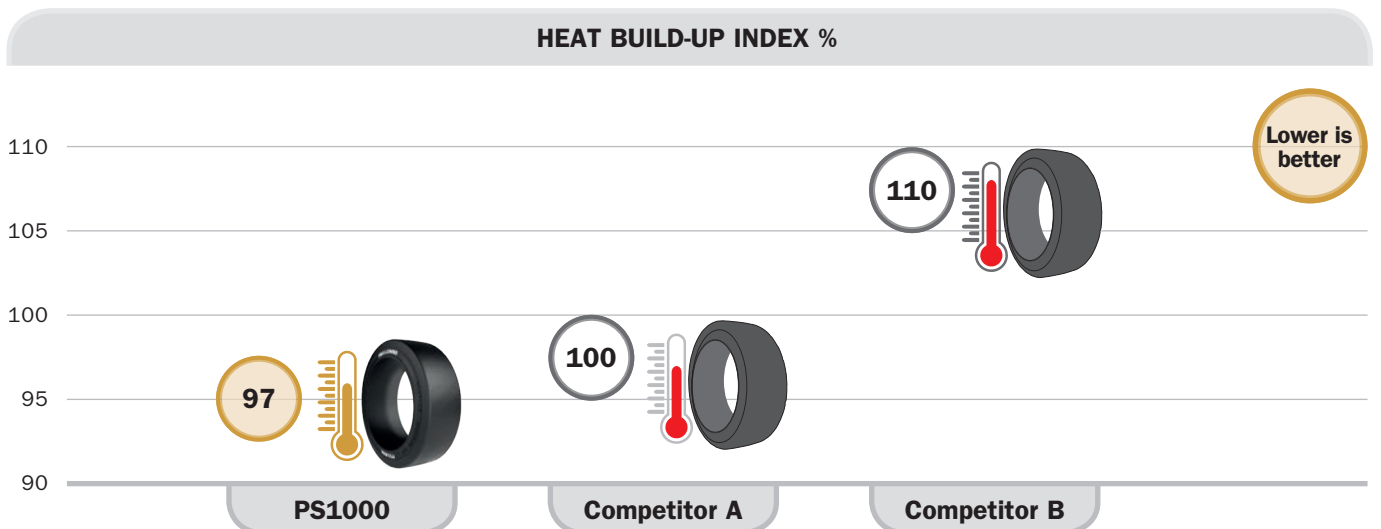 HEAT BUILD-UP INDEX %
Lower is
better
110
105
100
95
90
110
100
97
PS1000
Competitor A
Competitor B